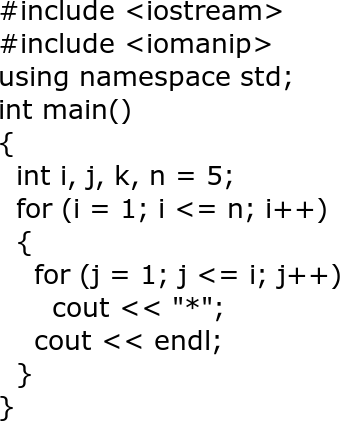 #include <iostream>
#include <iomanip>
using namespace std;
int main()
{
  int i, j, k, n = 5;
  for (i = 1; i <= n; i++)
  {
    for (j = 1; j <= i; j++)
      cout << "*";
    cout << endl;
  }
}